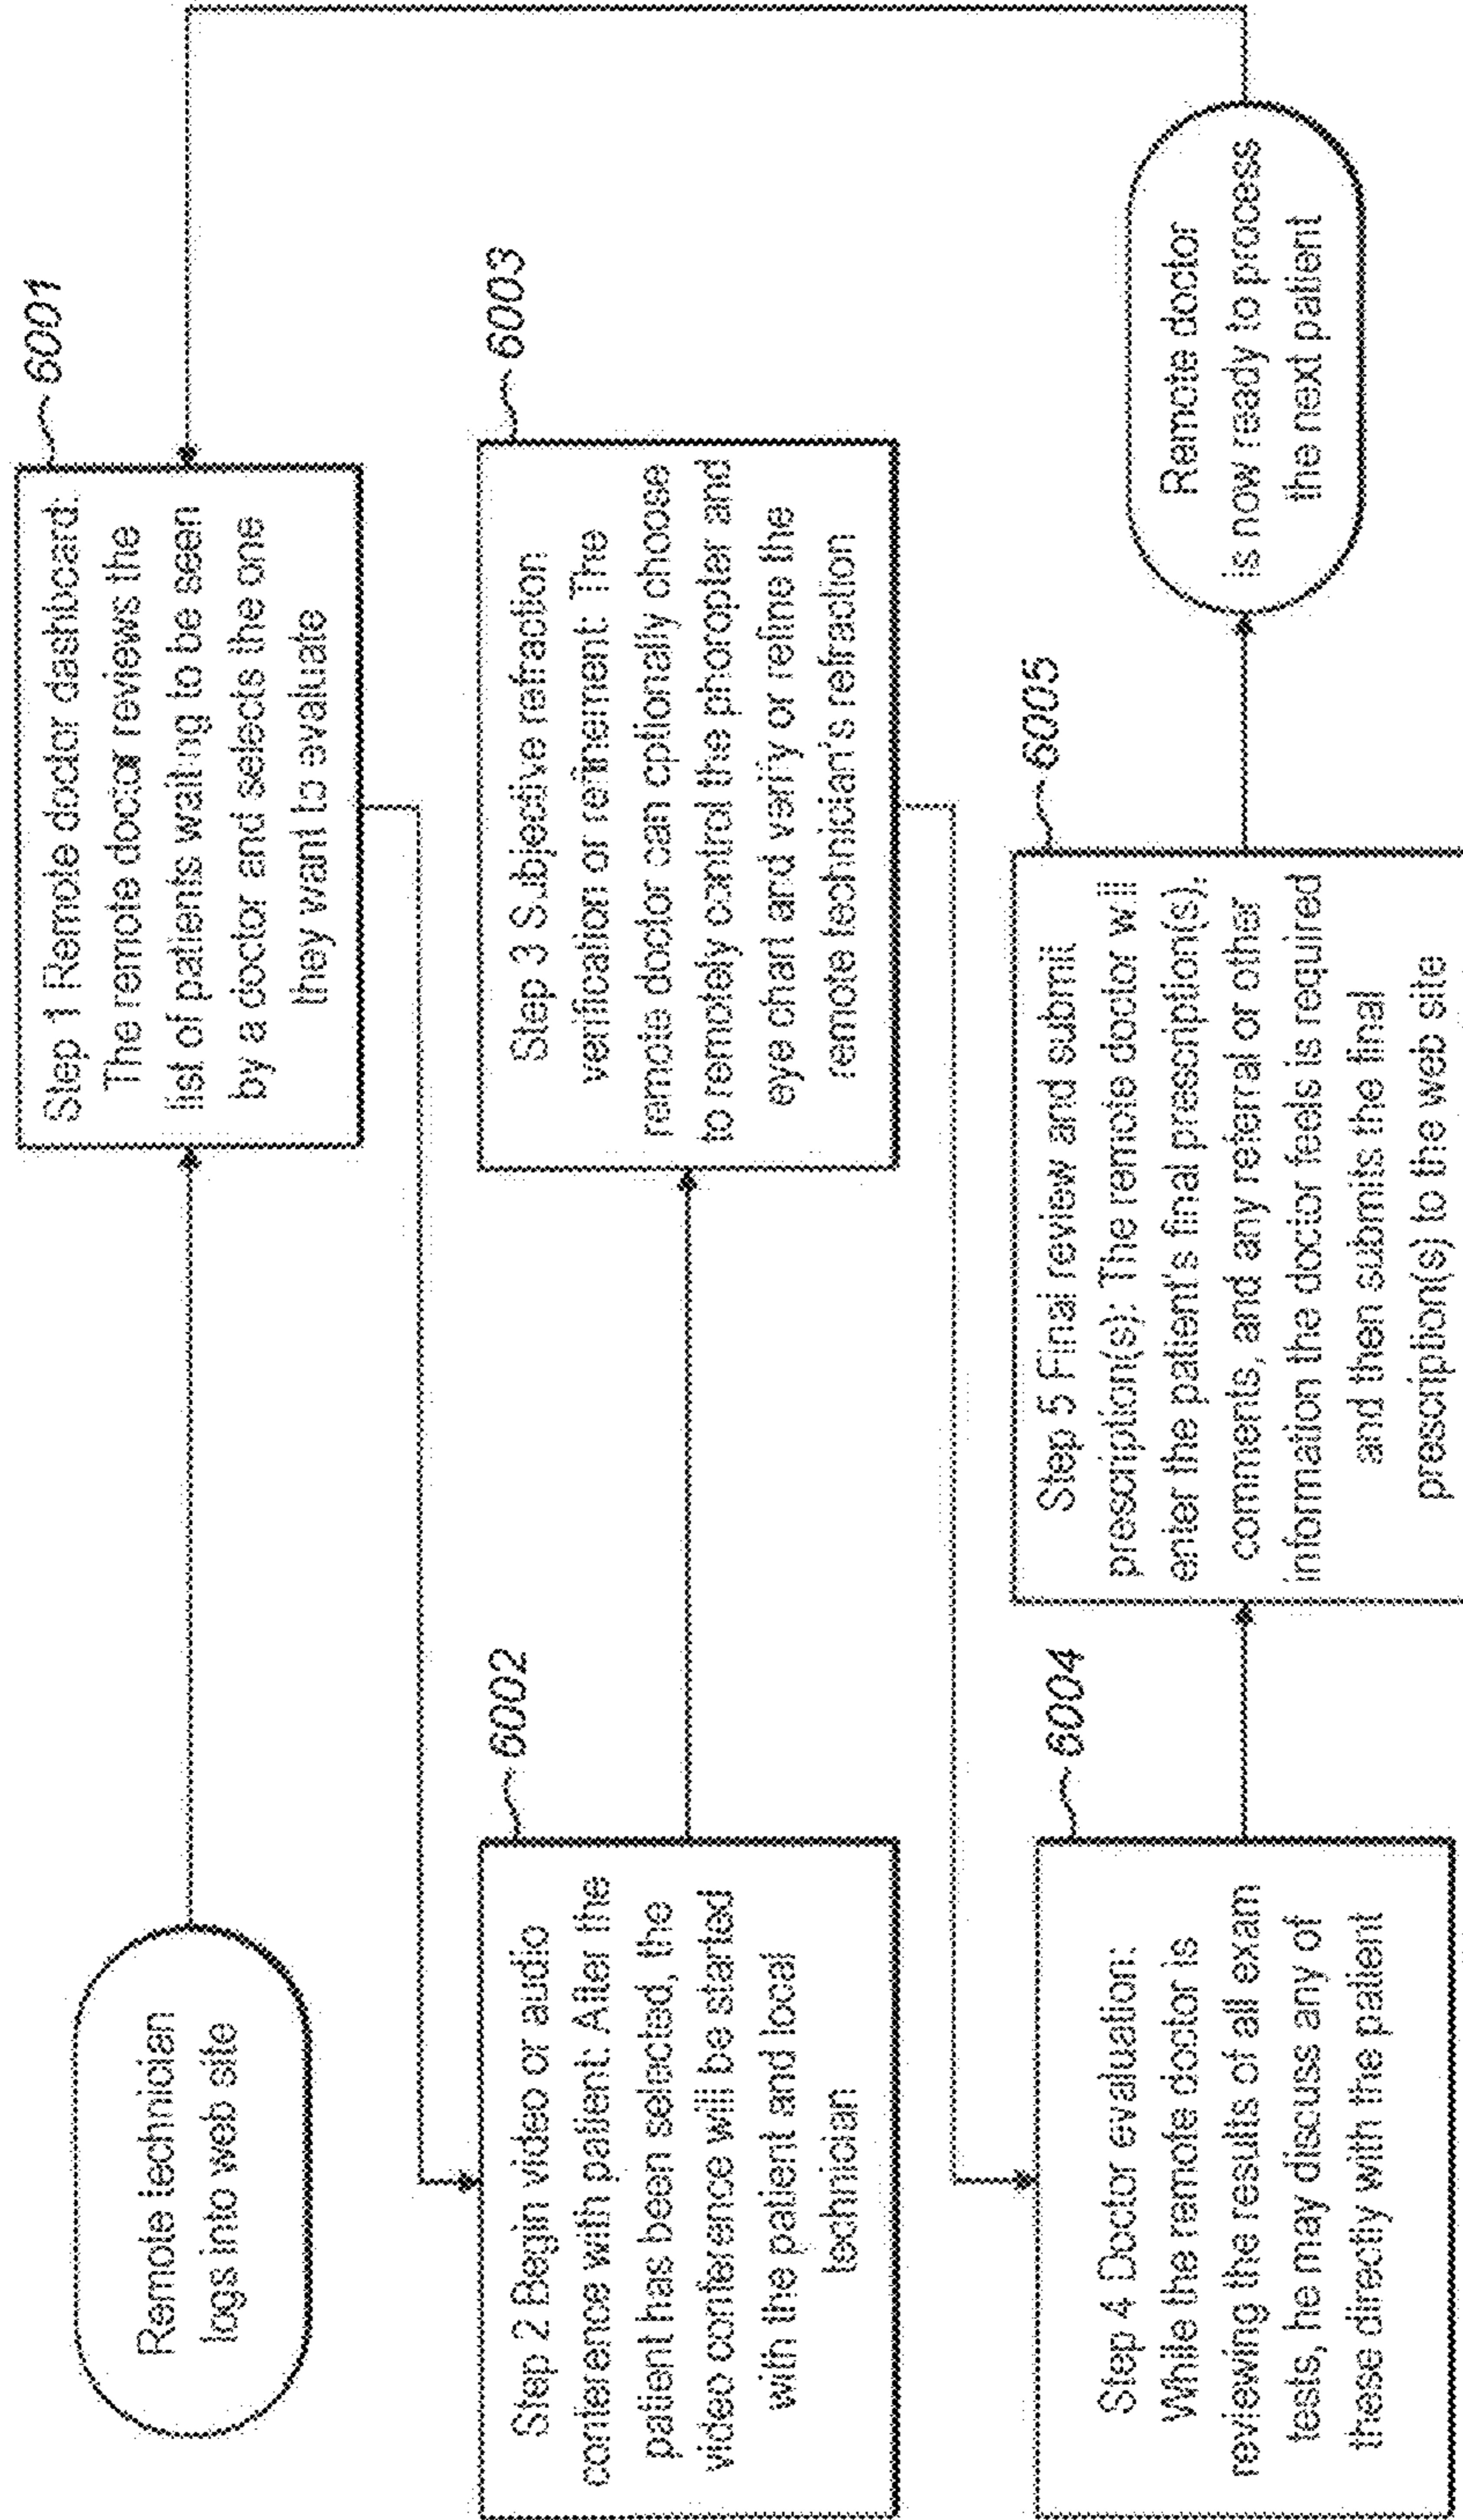 Remote technician
logs into web site
6001
Step 1 Remote doctor dashboard:
The remote doctor reviews the
list of patients waiting to be seen
by a doctor and selects the one
they want to evaluate
6002
Step 2 Begin video or audio
conference with patient: After the
patient has been selected, the
video conference will be started
with the patient and local
technician
6003
Step 3 Subjective refraction
verification or refinement: The
remote doctor can optionally choose
to remotely control the phoropter and
eye chart and varify or refine the
remote technician's refraction
6004
Step 4 Doctor evaluation:
While the remote doctor is
reviewing the results of all exam
tests, he may discuss any of
these directly with the patient
6005
Step 5 Final review and submit
prescription(s): The remote doctor will
enter the patient's final prescription(s),
comments, and any referral or other
information the doctor feels is required
and then submits the final
prescription(s) to the web site
Remote doctor
is now ready to process
the next patient